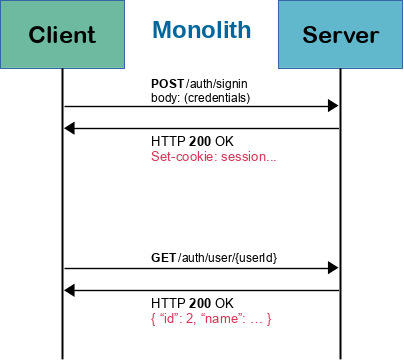 Client
Monolith
Server
POST /auth/signin
body: (credentials)
HTTP 200 OK
Set-cookie: session...
GET /auth/user/{userId}
HTTP 200 OK
{ “id”: 2, “name”: … }